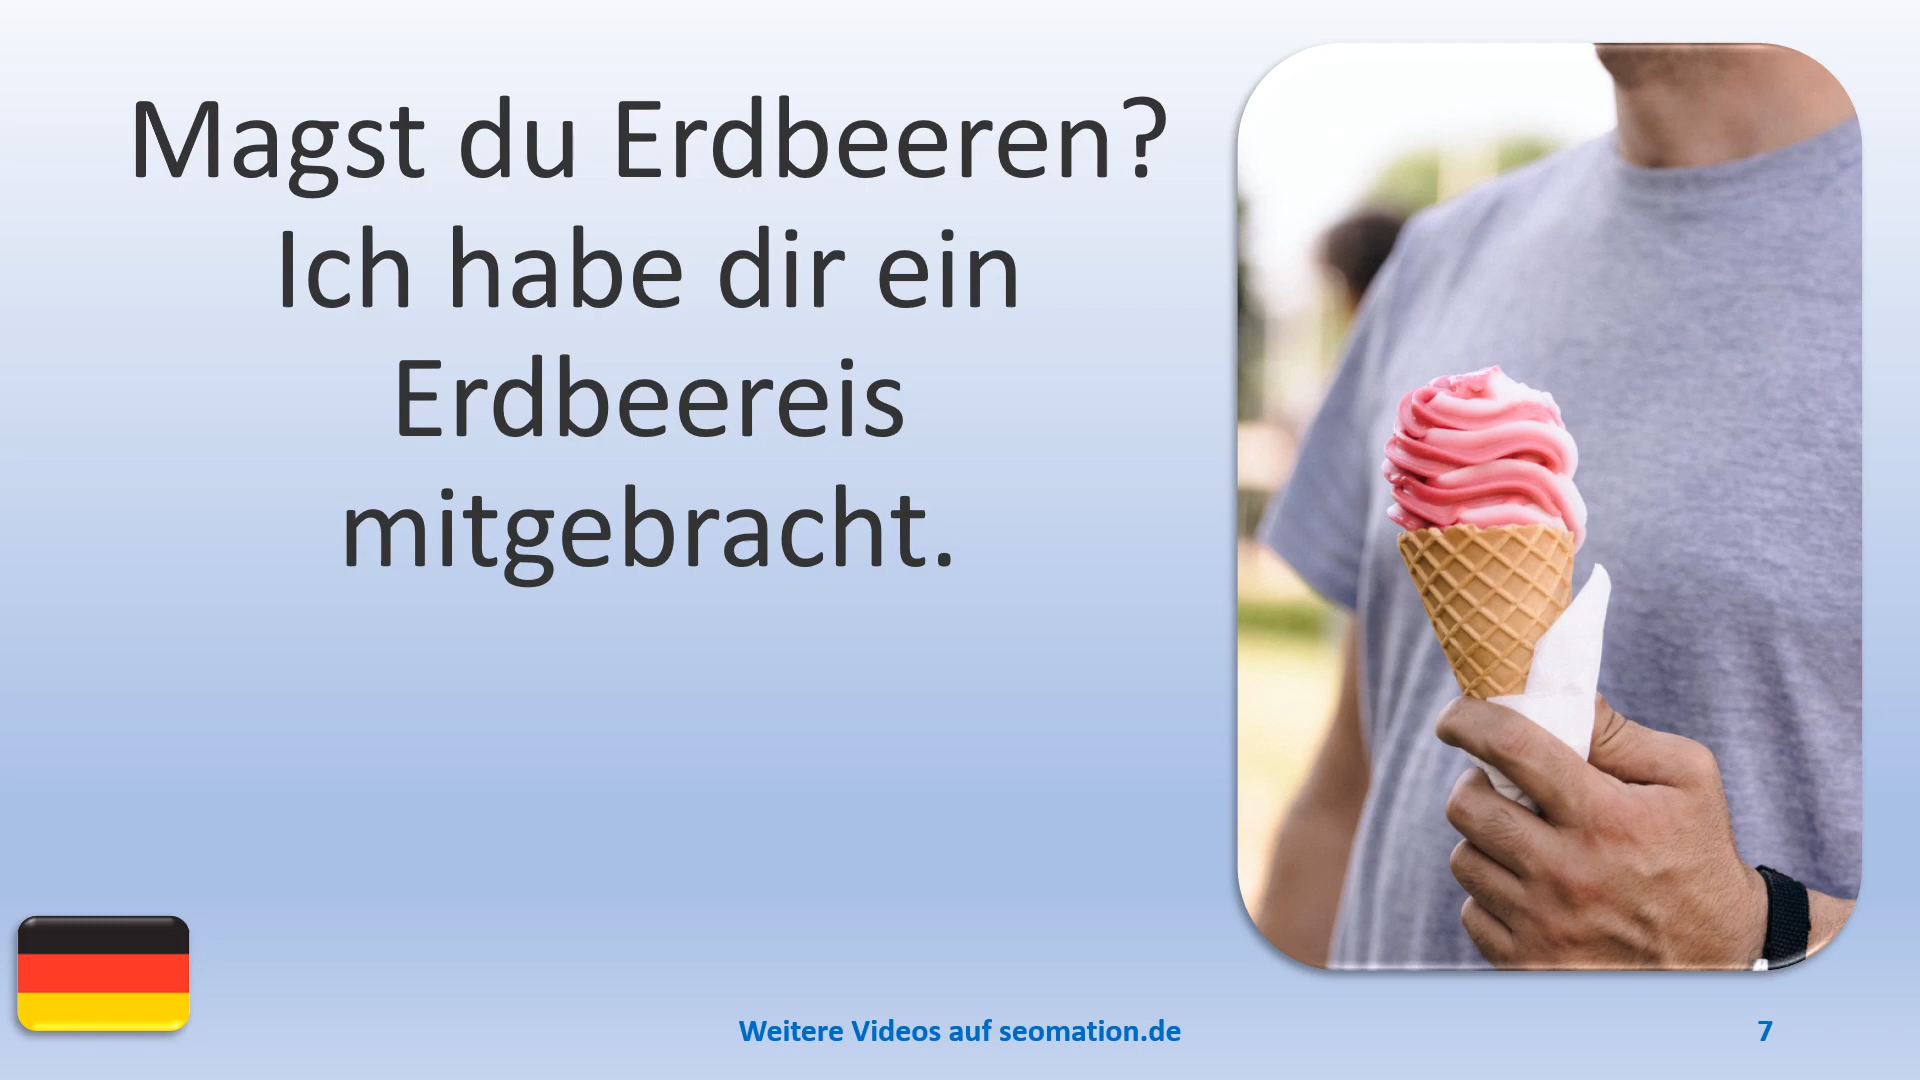 Magst du Erdbeeren?
Ich habe dir ein
Erdbeereis
mitgebracht.
Weitere Videos auf seomation.de
7